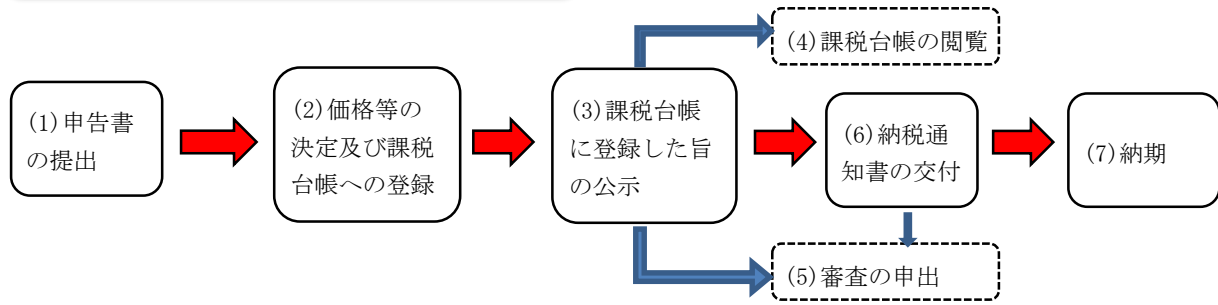 (1)申告書
の提出
(2)価格等の
決定及び課税
台帳への登録
(3)課税台帳
に登録した旨
の公示
(4)課税台帳の閲覧
(5)審査の申出
(6)納税通
知書の交付
(7)納期